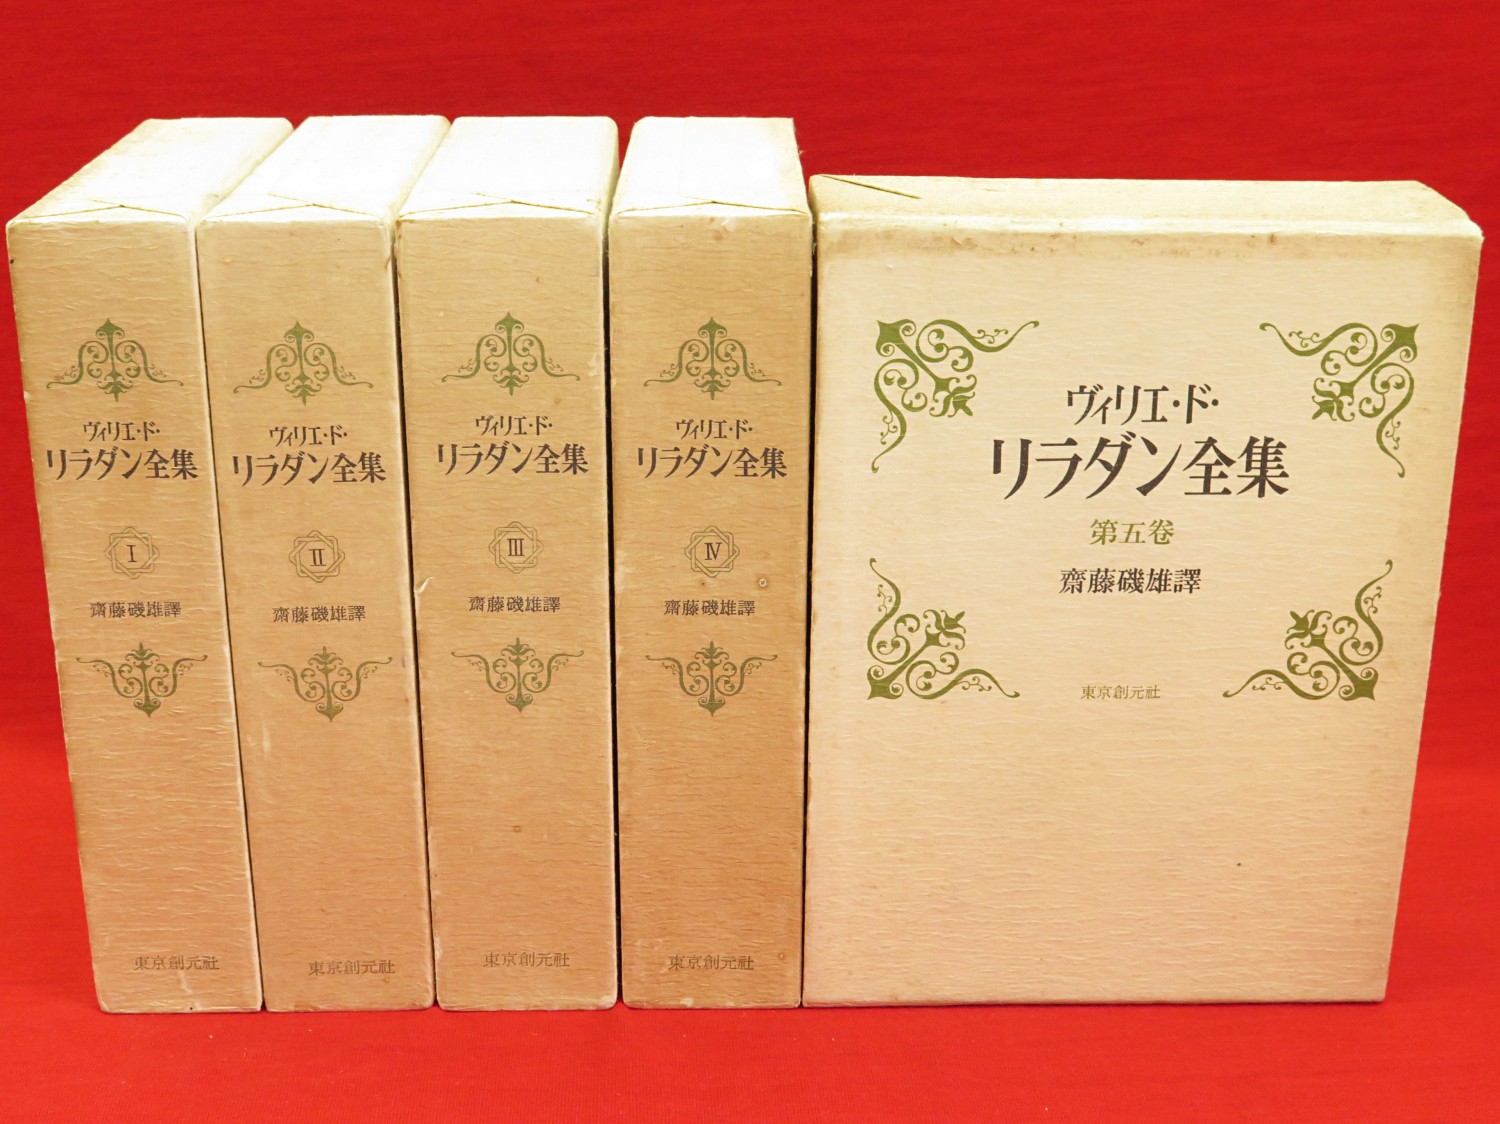 ヴィリエ・ド・
リラダン全集
I
齋藤磯雄譯
東京創元社
ヴィリエ・ド・
リラダン全集
II
齋藤磯雄譯
東京創元社
ヴィリエ・ド・
リラダン全集
III
齋藤磯雄譯
東京創元社
ヴィリエ・ド・
リラダン全集
IV
齋藤磯雄譯
東京創元社
ヴィリエ・ド・
リラダン全集
第五卷
齋藤磯雄譯
東京創元社